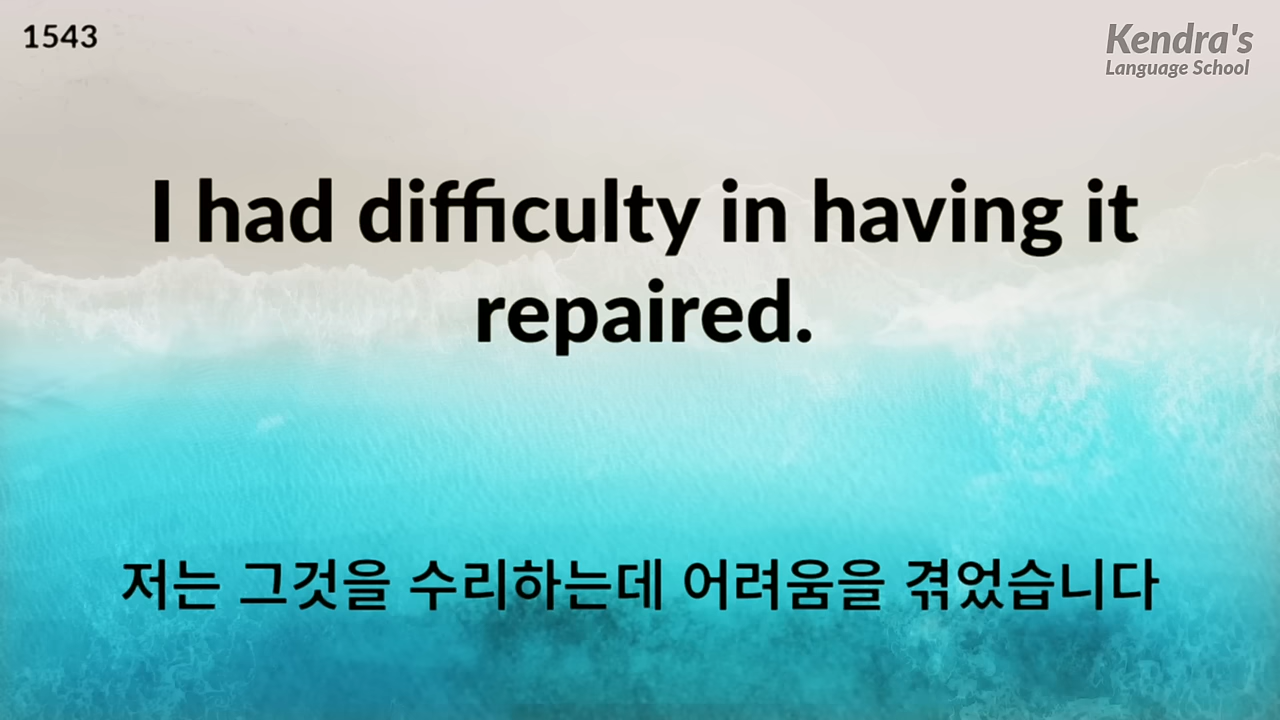 1543
Kendra's
Language School
I had difficulty in having it
repaired.
저는 그것을 수리하는데 어려움을 겪었습니다